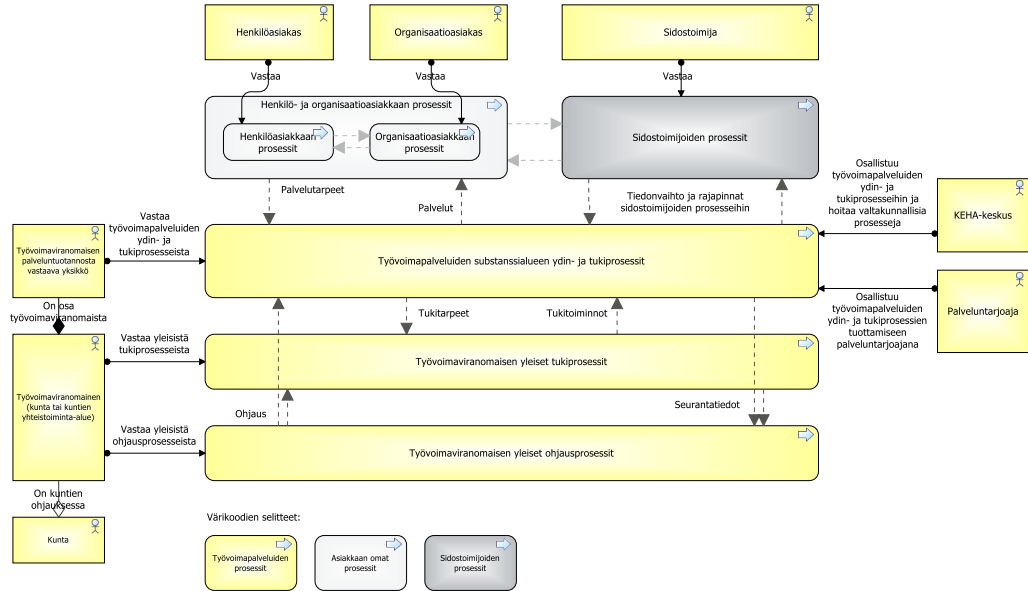 Henkilöasiakas
Organisaatioasiakas
Sidostoimija
Vastaa
Vastaa
Vastaa
Henkilö- ja organisaatioasiakkaan prosessit
Henkilöasiakkaan
prosessit
Organisaatioasiakkaan
prosessit
Sidostoimijoiden prosessit
Palvelutarpeet
Palvelut
Tiedonvaihto ja rajapinnat
sidostoimijoiden prosesseihin
Osallistuu
työvoimapalveluiden
ydin- ja
tukiprosesseihin ja
hoitaa valtakunnallisia
prosesseja
KEHA-keskus
Vastaa
työvoimapalveluiden
ydin- ja
tukiprosesseista
Työvoimaviranomaisen
palveluntuotannosta
vastaava yksikkö
Työvoimapalveluiden substanssialueen ydin- ja tukiprosessit
On osa
työvoimaviranomaista
Tukitarpeet
Tukitoiminnot
Osallistuu
työvoimapalveluiden
ydin- ja tukiprosessien
tuottamiseen
palveluntarjoajana
Palveluntarjoaja
Vastaa yleisistä
tukiprosesseista
Työvoimaviranomaisen yleiset tukiprosessit
Työvoimaviranomainen
(kunta tai kuntien
yhteistoiminta-alue)
Ohjaus
Seurantatiedot
Vastaa yleisistä
ohjausprosesseista
Työvoimaviranomaisen yleiset ohjausprosessit
On kuntien
ohjauksessa
Kunta
Värikoodien selitteet:
Työvoimapalveluiden
prosessit
Asiakkaan omat
prosessit
Sidostoimijoiden
prosessit